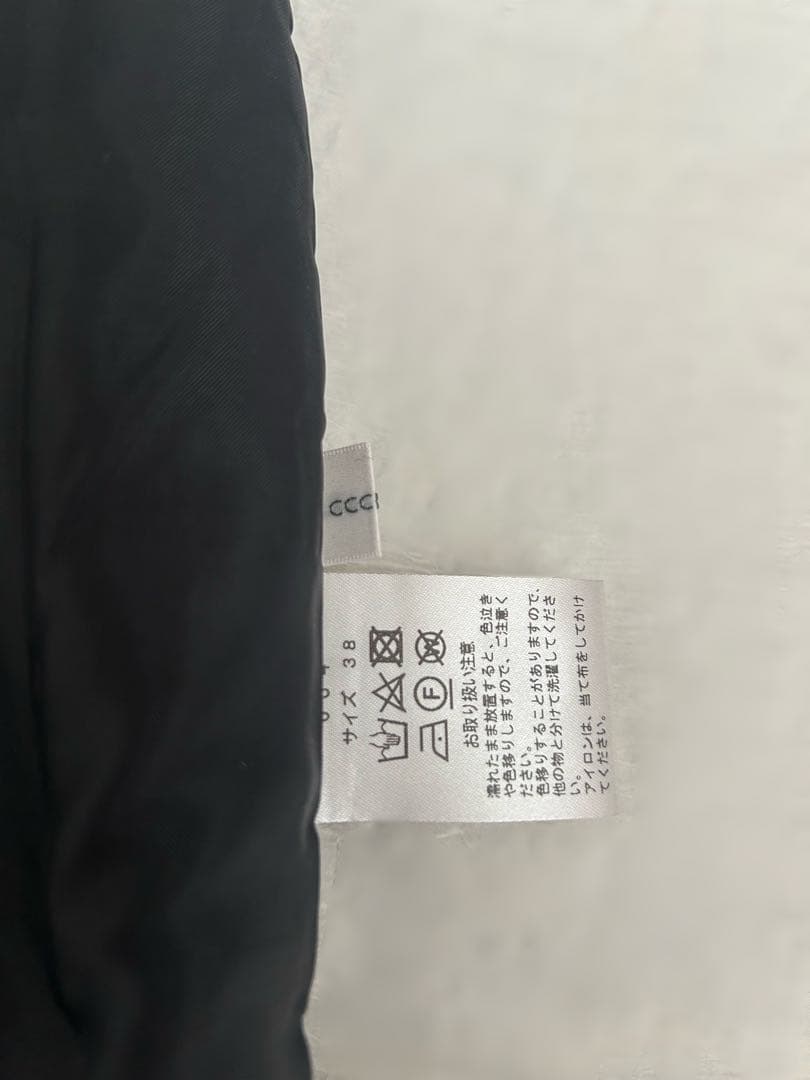 CCC
サイズ 38
お取り扱い注意
濡れたまま放置すると、色泣き
や色移りしますので、ご注意く
ださい。
色移りすることがありますので、
他の物と分けて洗濯してくださ
い。
アイロンは、当て布をしてかけ
てください。